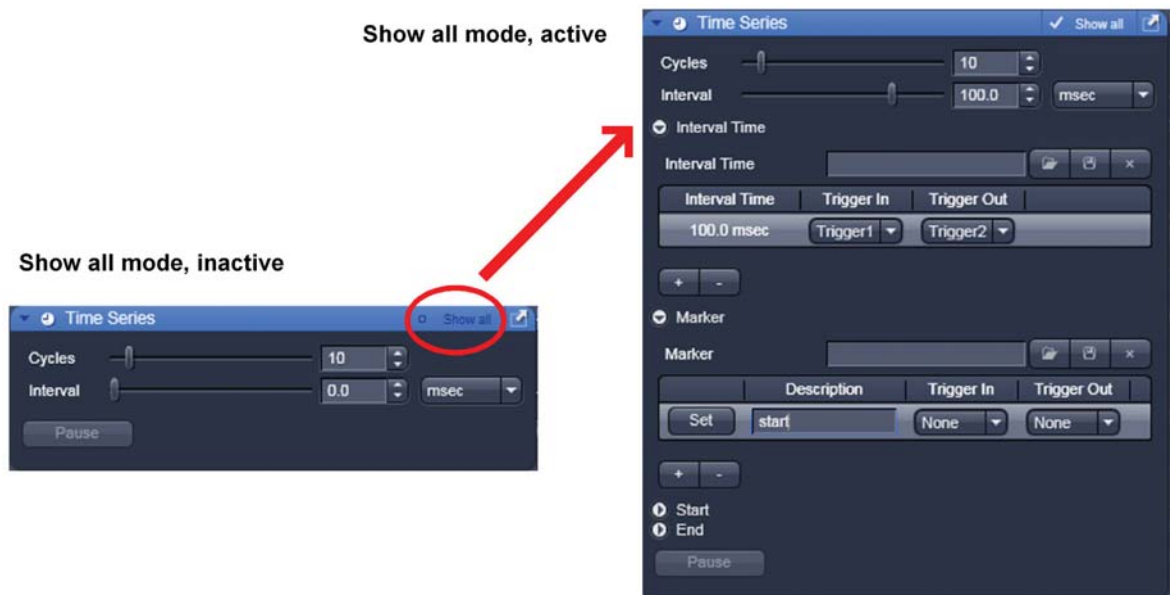 Show all mode, active
Time Series Show all
Cycles 10
Interval 100.0 msec
Interval Time
Interval Time
Interval Time Trigger In Trigger Out
100.0 msec Trigger1 Trigger2
+ -
Marker
Marker
Description Trigger In Trigger Out
Set start None None
+ -
Start
End
Pause
Show all mode, inactive
Time Series Show all
Cycles 10
Interval 0.0 msec
Pause